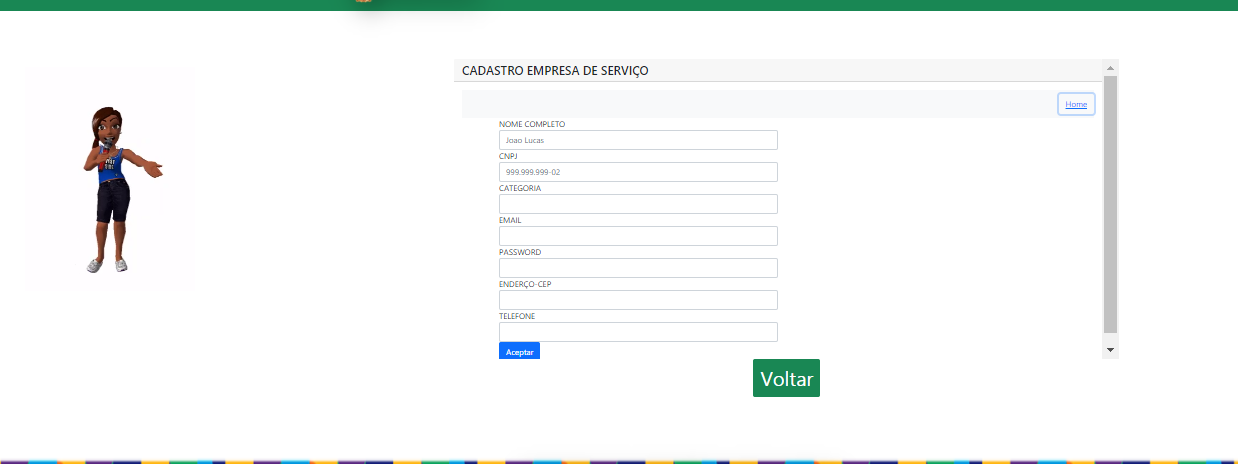 CADASTRO EMPRESA DE SERVIÇO
Home
NOME COMPLETO
Joao Lucas
CNPJ
999.999.999-02
CATEGORIA
EMAIL
PASSWORD
ENDERÇO-CEP
TELEFONE
Aceptar
Voltar